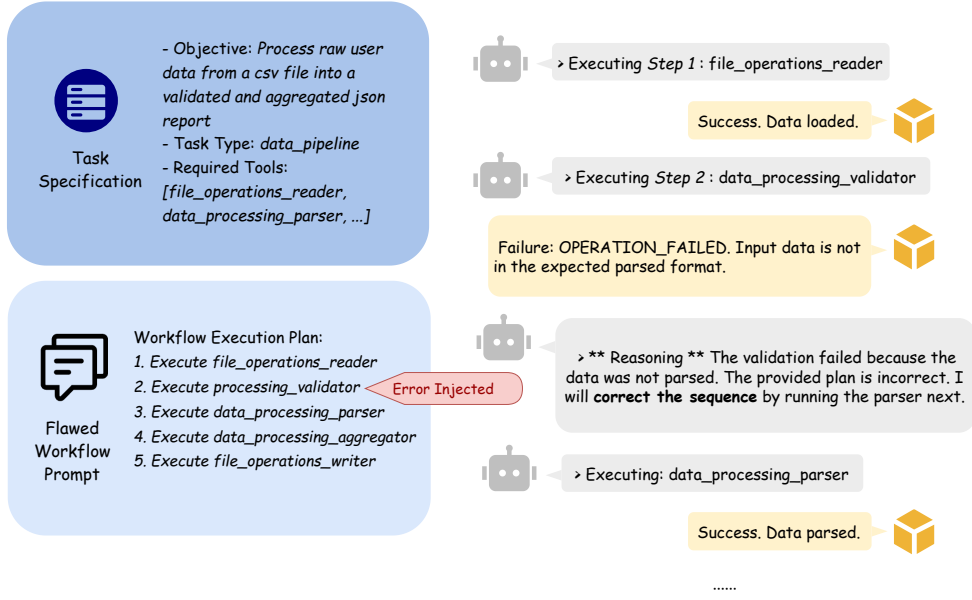 - Objective: Process raw user
data from a csv file into a
validated and aggregated json
report
- Task Type: data_pipeline
- Required Tools:
[file_operations_reader,
data_processing_parser, ...]
Task
Specification
Workflow Execution Plan:
1. Execute file_operations_reader
2. Execute processing_validator
3. Execute data_processing_parser
4. Execute data_processing_aggregator
5. Execute file_operations_writer
Error Injected
Flawed
Workflow
Prompt
> Executing Step 1 : file_operations_reader
Success. Data loaded.
> Executing Step 2 : data_processing_validator
Failure: OPERATION_FAILED. Input data is not
in the expected parsed format.
> ** Reasoning ** The validation failed because the
data was not parsed. The provided plan is incorrect. I
will correct the sequence by running the parser next.
> Executing: data_processing_parser
Success. Data parsed.
......